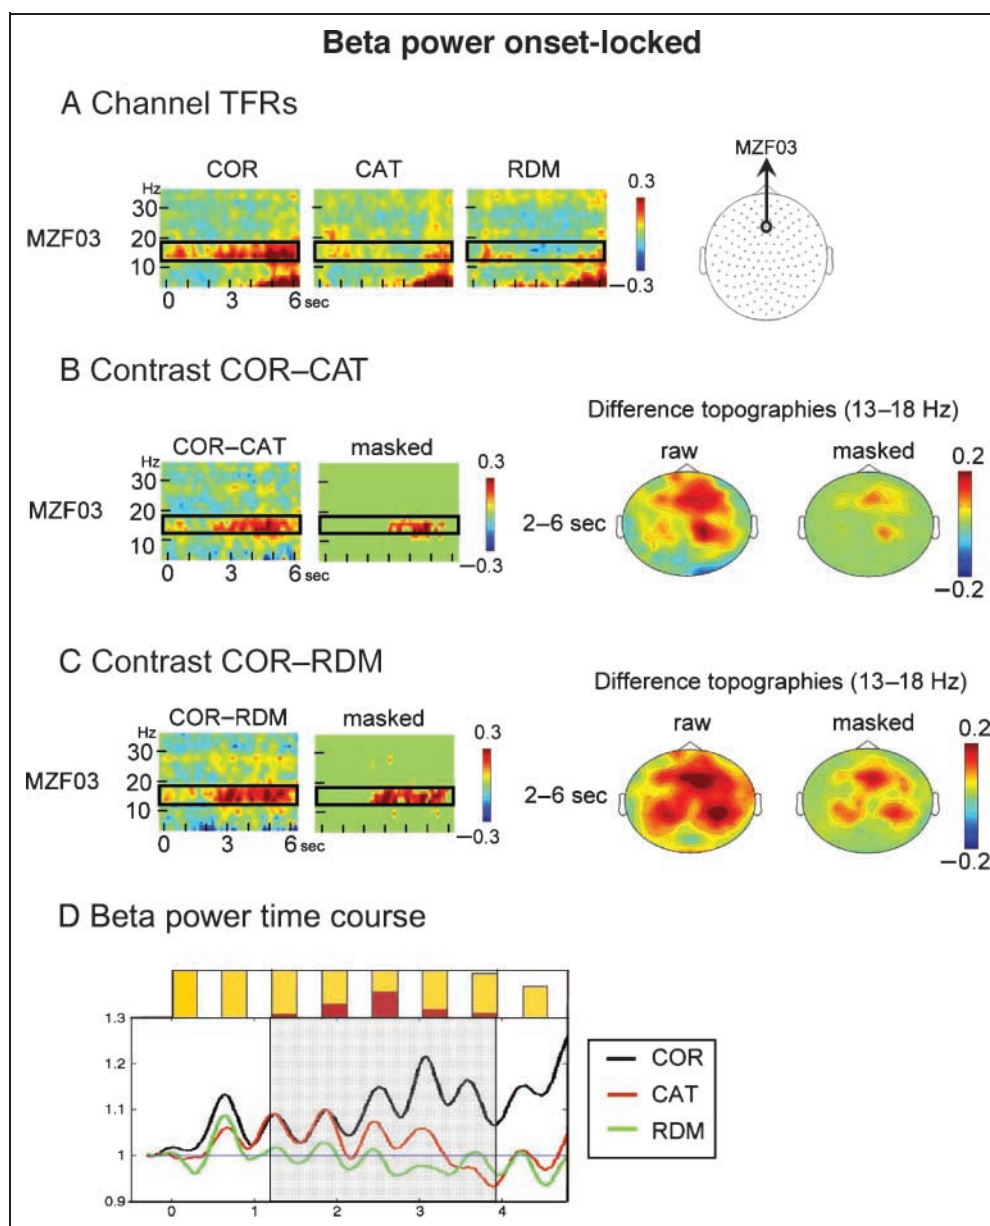 Beta power onset-locked
A Channel TFRs
COR CAT RDM
MZF03
Hz
30
20
10
MZF03
0 3 6 sec
0.3
−0.3
B Contrast COR–CAT
Difference topographies (13–18 Hz)
COR–CAT masked
raw masked
Hz
30
20
10
MZF03
0 3 6 sec
0.3
−0.3
2–6 sec
0.2
−0.2
C Contrast COR–RDM
Difference topographies (13–18 Hz)
COR–RDM masked
raw masked
Hz
30
20
10
MZF03
0 3 6 sec
0.3
−0.3
2–6 sec
0.2
−0.2
D Beta power time course
1.3
1.2
1.1
1
0.9
0 1 2 3 4
COR
CAT
RDM